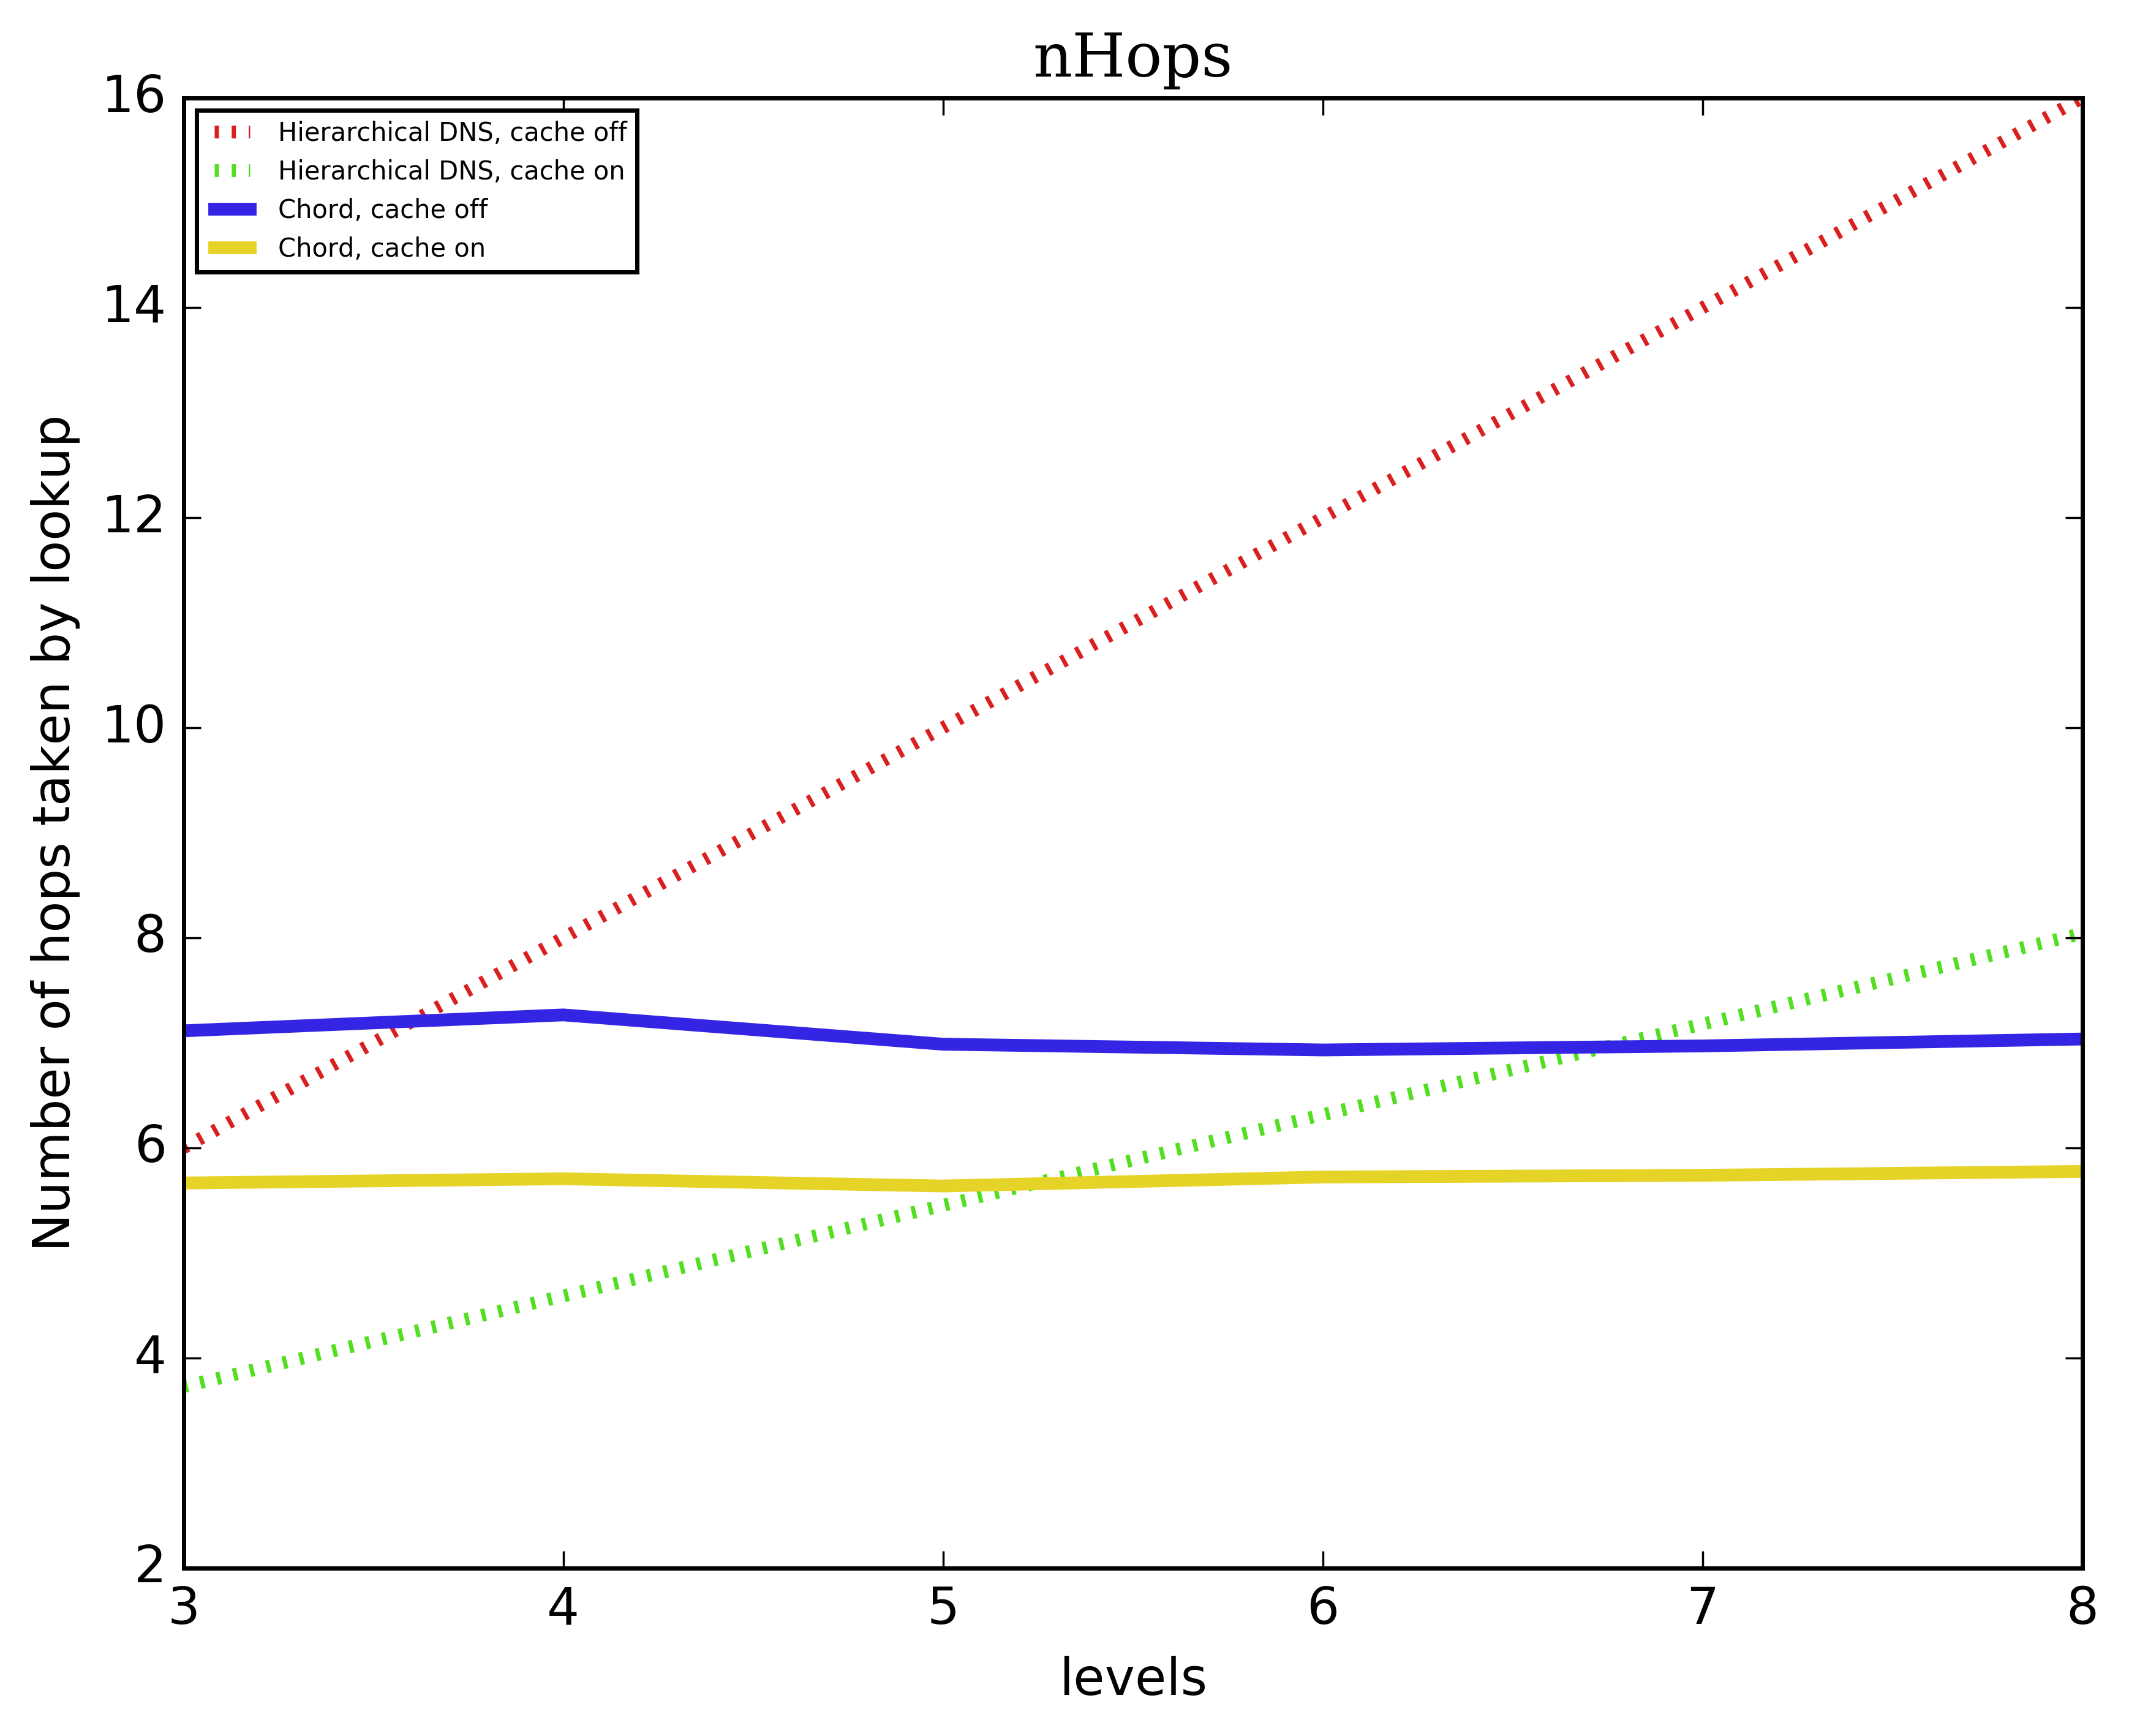 nHops
16
14
12
10
8
6
4
2
Number of hops taken by lookup
Hierarchical DNS, cache off
Hierarchical DNS, cache on
Chord, cache off
Chord, cache on
3 4 5 6 7 8
levels